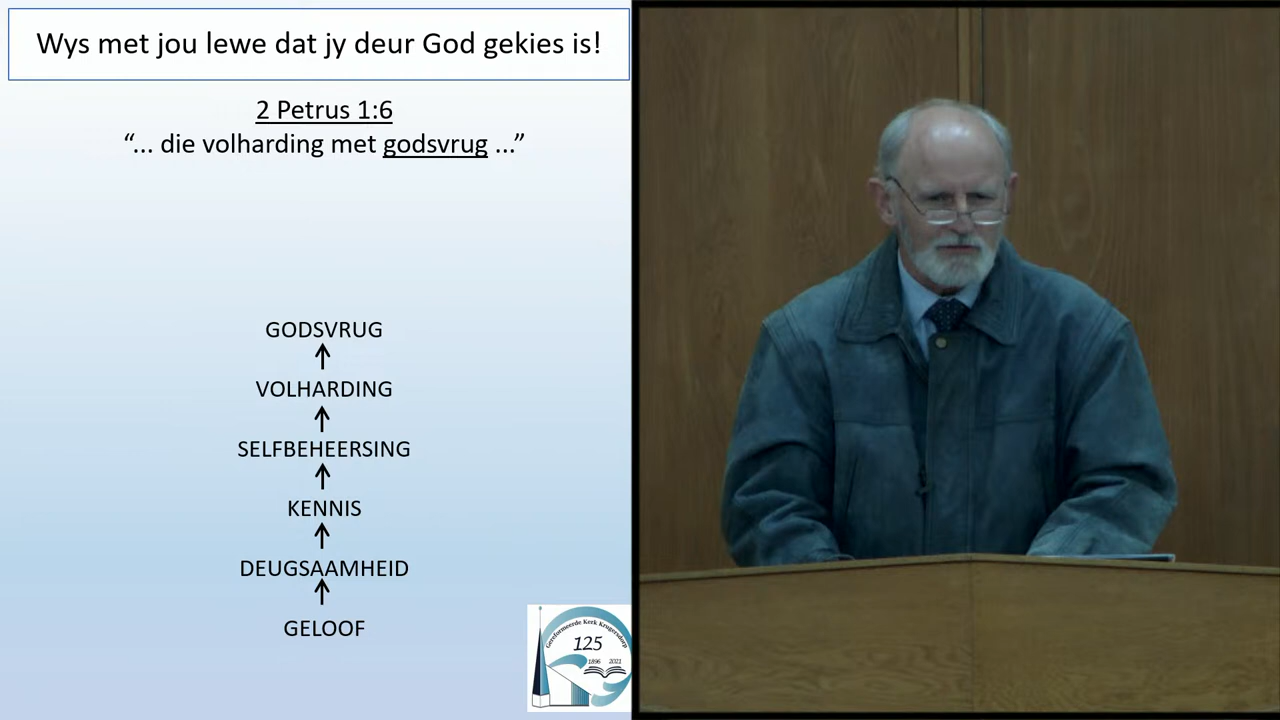 Wys met jou lewe dat jy deur God gekies is!
2 Petrus 1:6
“... die volharding met godsvrug ...”
GODSVRUG
VOLHARDING
SELFBEHEERSING
KENNIS
DEUGSAAMHEID
GELOOF
Gereformeerde Kerk Krugersdorp
125
1896 2021